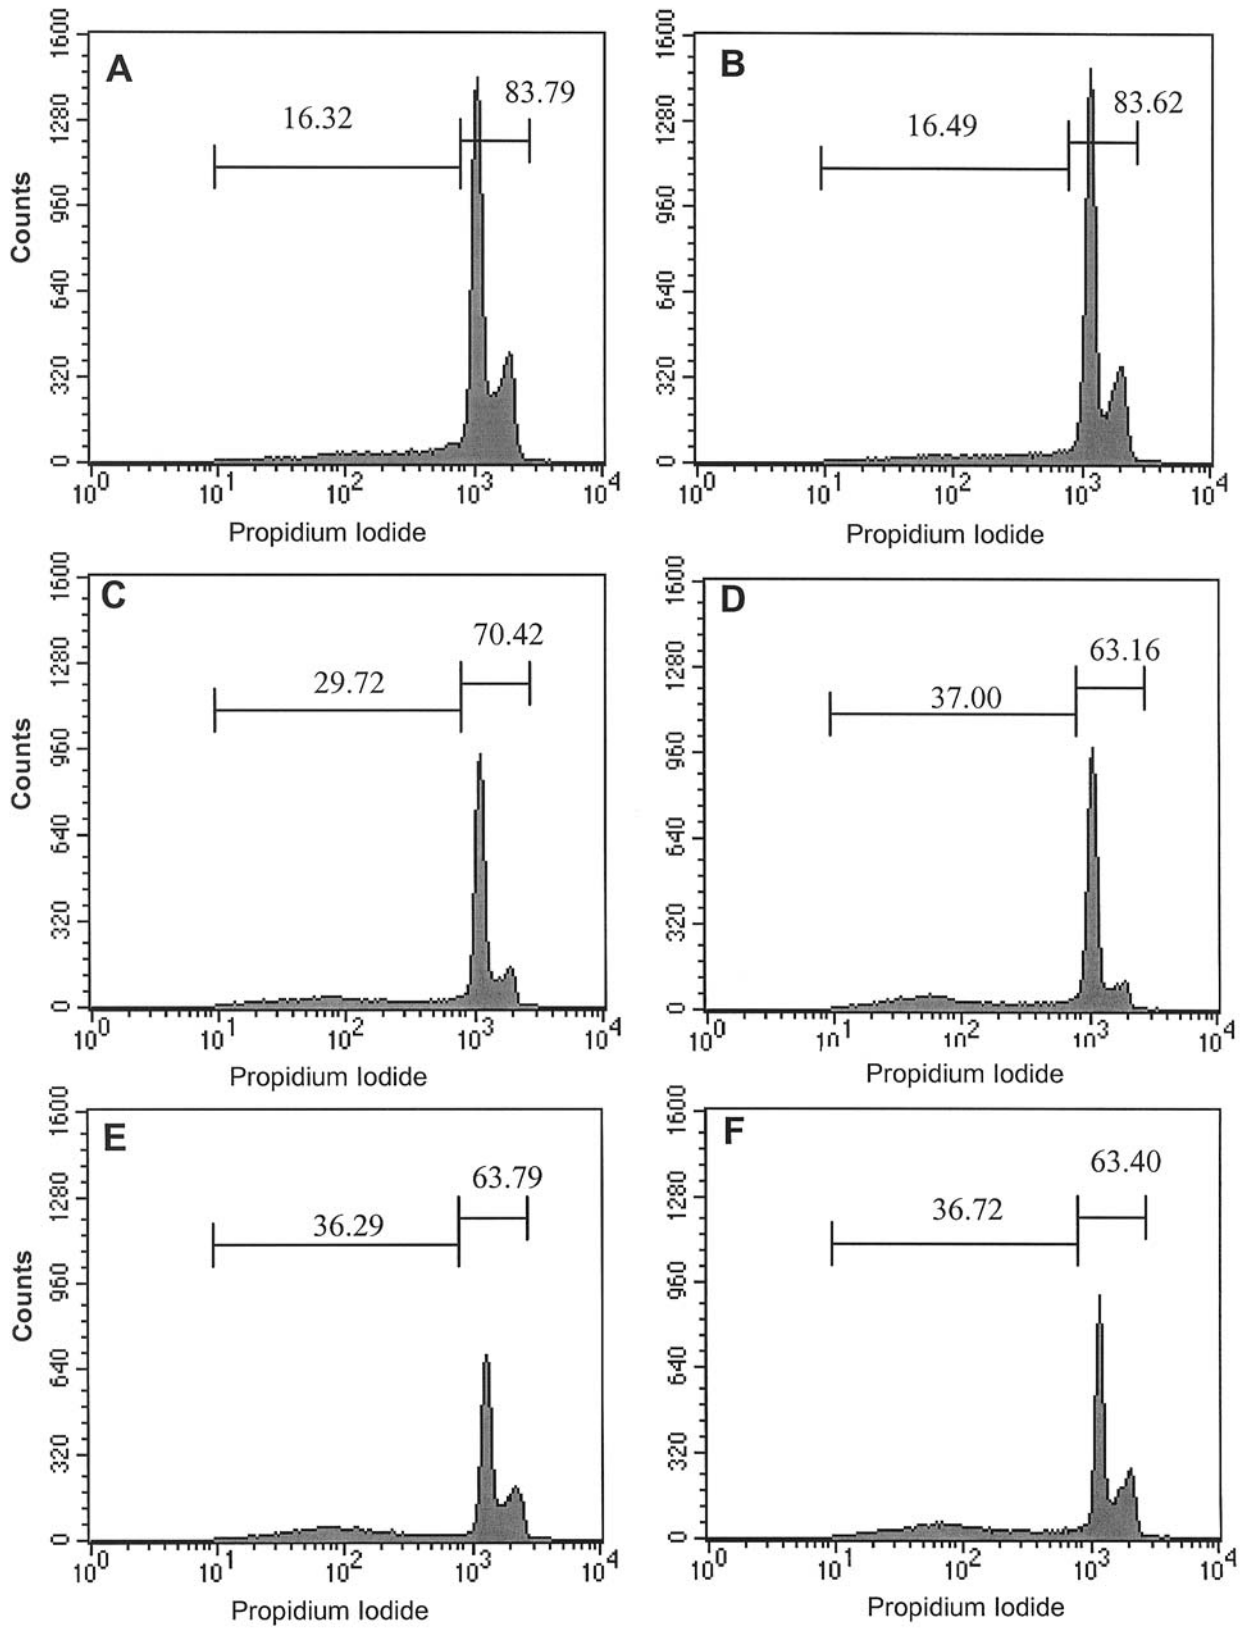 A
16.32
83.79
Counts
0 320 640 960 1280 1600
10^0 10^1 10^2 10^3 10^4
Propidium Iodide
B
16.49
83.62
0 320 640 960 1280 1600
10^0 10^1 10^2 10^3 10^4
Propidium Iodide
C
29.72
70.42
Counts
0 320 640 960 1280 1600
10^0 10^1 10^2 10^3 10^4
Propidium Iodide
D
37.00
63.16
0 320 640 960 1280 1600
10^0 10^1 10^2 10^3 10^4
Propidium Iodide
E
36.29
63.79
Counts
0 320 640 960 1280 1600
10^0 10^1 10^2 10^3 10^4
Propidium Iodide
F
36.72
63.40
0 320 640 960 1280 1600
10^0 10^1 10^2 10^3 10^4
Propidium Iodide